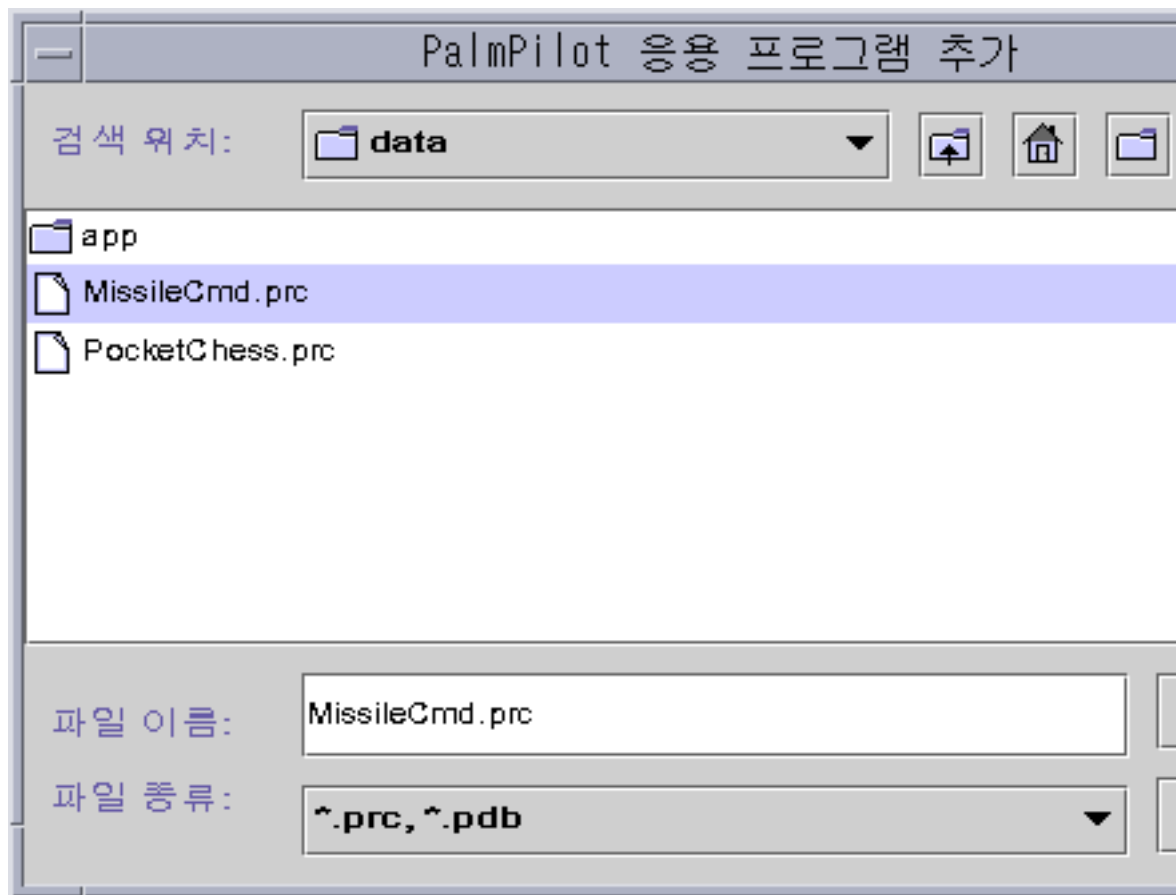 PalmPilot 응용 프로그램 추가
검색 위치: data
app
MissileCmd.prc
PocketChess.prc
파일 이름: MissileCmd.prc
파일 종류: *.prc, *.pdb